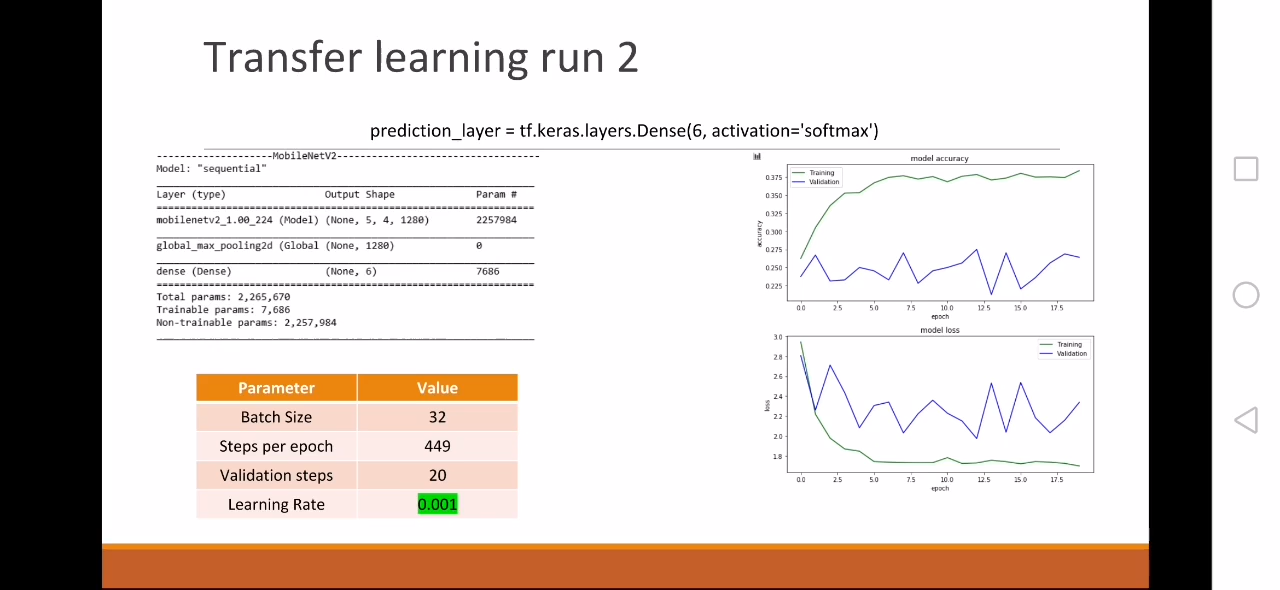 Transfer learning run 2
prediction_layer = tf.keras.layers.Dense(6, activation='softmax')
--------------------MobileNetV2-----------------------------------
Model: "sequential"
Layer (type) Output Shape Param #
mobilenetv2_1.00_224 (Model) (None, 5, 4, 1280) 2257984
global_max_pooling2d (Global (None, 1280) 0
dense (Dense) (None, 6) 7686
Total params: 2,265,670
Trainable params: 7,686
Non-trainable params: 2,257,984
Parameter Value
Batch Size 32
Steps per epoch 449
Validation steps 20
Learning Rate 0.001
model accuracy
Training
Validation
accuracy
0.375
0.350
0.325
0.300
0.275
0.250
0.225
0.0 2.5 5.0 7.5 10.0 12.5 15.0 17.5
epoch
model loss
Training
Validation
loss
3.0
2.8
2.6
2.4
2.2
2.0
1.8
0.0 2.5 5.0 7.5 10.0 12.5 15.0 17.5
epoch